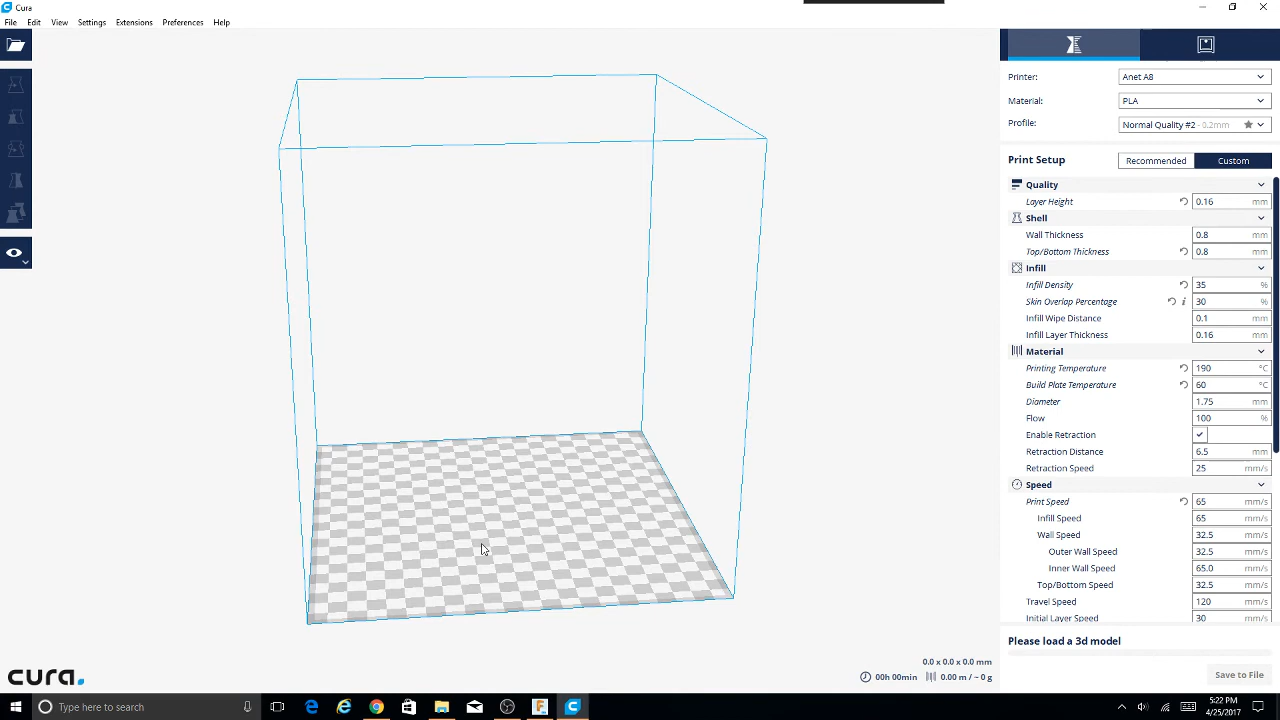 Cura
File Edit View Settings Extensions Preferences Help
Printer: Anet A8
Material: PLA
Profile: Normal Quality #2 - 0.2mm
Print Setup Recommended Custom
Quality
Layer Height 0.16 mm
Shell
Wall Thickness 0.8 mm
Top/Bottom Thickness 0.8 mm
Infill
Infill Density 35 %
Skin Overlap Percentage i 30 %
Infill Wipe Distance 0.1 mm
Infill Layer Thickness 0.16 mm
Material
Printing Temperature 190 °C
Build Plate Temperature 60 °C
Diameter 1.75 mm
Flow 100 %
Enable Retraction
Retraction Distance 6.5 mm
Retraction Speed 25 mm/s
Speed
Print Speed 65 mm/s
Infill Speed 65 mm/s
Wall Speed 32.5 mm/s
Outer Wall Speed 32.5 mm/s
Inner Wall Speed 65.0 mm/s
Top/Bottom Speed 32.5 mm/s
Travel Speed 120 mm/s
Initial Layer Speed 30 mm/s
Please load a 3d model
0.0 x 0.0 x 0.0 mm
00h 00min 0.00 m / ~ 0 g
Save to File
cura.
Type here to search
5:22 PM
4/25/2017